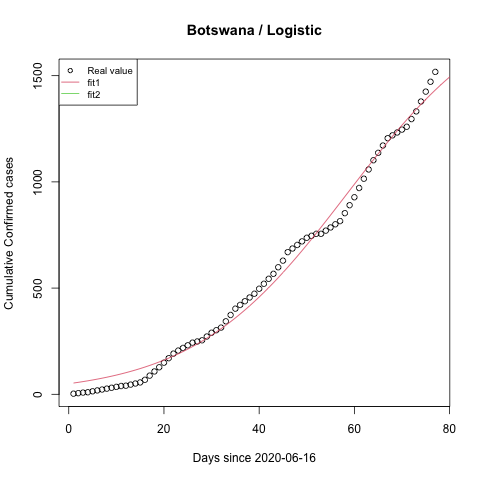 Botswana / Logistic
Real value
fit1
fit2
Cumulative Confirmed cases
1500
1000
500
0
0 20 40 60 80
Days since 2020-06-16